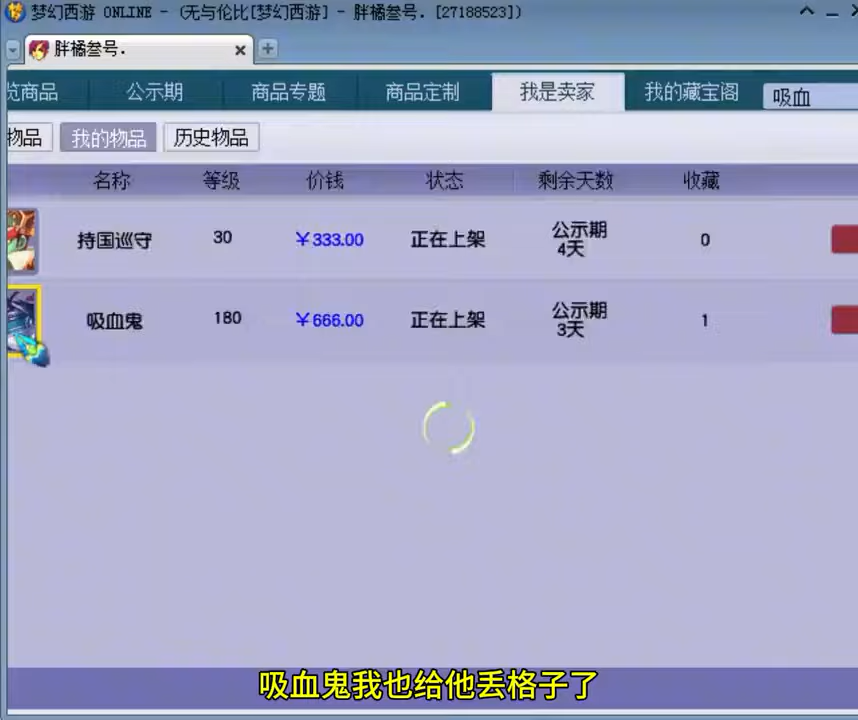 梦幻西游 ONLINE - (无与伦比[梦幻西游] - 胖橘叁号. [27188523])
胖橘叁号.
览商品 公示期 商品专题 商品定制 我是卖家 我的藏宝阁 吸血
物品 我的物品 历史物品
名称 等级 价钱 状态 剩余天数 收藏
持国巡守 30 ￥333.00 正在上架 公示期 4天 0
吸血鬼 180 ￥666.00 正在上架 公示期 3天 1
吸血鬼我也给他丢格子了